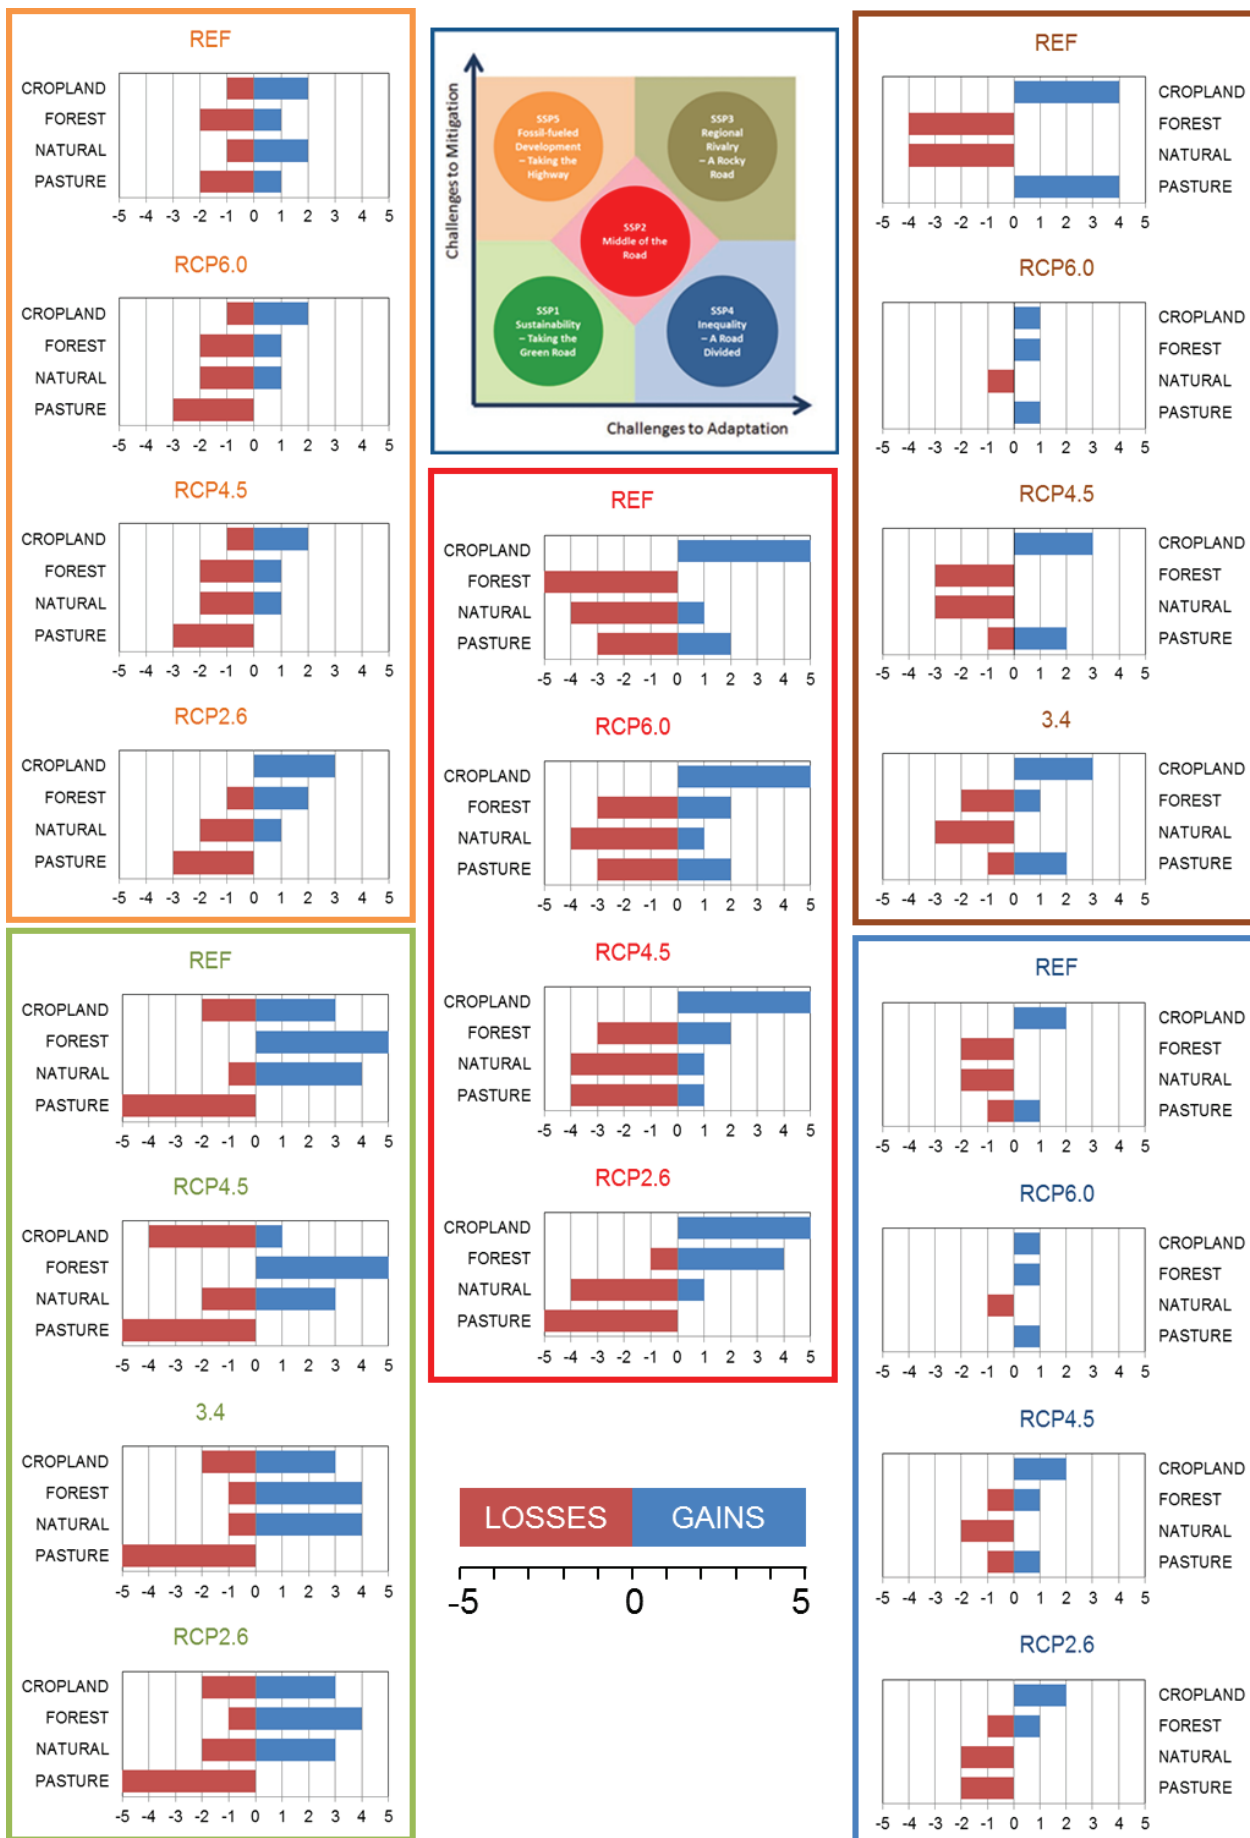 REF
CROPLAND
FOREST
NATURAL
PASTURE
-5 -4 -3 -2 -1 0 1 2 3 4 5
RCP6.0
CROPLAND
FOREST
NATURAL
PASTURE
-5 -4 -3 -2 -1 0 1 2 3 4 5
RCP4.5
CROPLAND
FOREST
NATURAL
PASTURE
-5 -4 -3 -2 -1 0 1 2 3 4 5
RCP2.6
CROPLAND
FOREST
NATURAL
PASTURE
-5 -4 -3 -2 -1 0 1 2 3 4 5
REF
CROPLAND
FOREST
NATURAL
PASTURE
-5 -4 -3 -2 -1 0 1 2 3 4 5
RCP4.5
CROPLAND
FOREST
NATURAL
PASTURE
-5 -4 -3 -2 -1 0 1 2 3 4 5
3.4
CROPLAND
FOREST
NATURAL
PASTURE
-5 -4 -3 -2 -1 0 1 2 3 4 5
RCP2.6
CROPLAND
FOREST
NATURAL
PASTURE
-5 -4 -3 -2 -1 0 1 2 3 4 5
Challenges to Mitigation
SSP5
Fossil-fueled
Development
– Taking the
Highway
SSP3
Regional
Rivalry
– A Rocky
Road
SSP2
Middle of the
Road
SSP1
Sustainability
– Taking the
Green Road
SSP4
Inequality
– A Road
Divided
Challenges to Adaptation
REF
CROPLAND
FOREST
NATURAL
PASTURE
-5 -4 -3 -2 -1 0 1 2 3 4 5
RCP6.0
CROPLAND
FOREST
NATURAL
PASTURE
-5 -4 -3 -2 -1 0 1 2 3 4 5
RCP4.5
CROPLAND
FOREST
NATURAL
PASTURE
-5 -4 -3 -2 -1 0 1 2 3 4 5
RCP2.6
CROPLAND
FOREST
NATURAL
PASTURE
-5 -4 -3 -2 -1 0 1 2 3 4 5
LOSSES GAINS
-5 0 5
REF
CROPLAND
FOREST
NATURAL
PASTURE
-5 -4 -3 -2 -1 0 1 2 3 4 5
RCP6.0
CROPLAND
FOREST
NATURAL
PASTURE
-5 -4 -3 -2 -1 0 1 2 3 4 5
RCP4.5
CROPLAND
FOREST
NATURAL
PASTURE
-5 -4 -3 -2 -1 0 1 2 3 4 5
3.4
CROPLAND
FOREST
NATURAL
PASTURE
-5 -4 -3 -2 -1 0 1 2 3 4 5
REF
CROPLAND
FOREST
NATURAL
PASTURE
-5 -4 -3 -2 -1 0 1 2 3 4 5
RCP6.0
CROPLAND
FOREST
NATURAL
PASTURE
-5 -4 -3 -2 -1 0 1 2 3 4 5
RCP4.5
CROPLAND
FOREST
NATURAL
PASTURE
-5 -4 -3 -2 -1 0 1 2 3 4 5
RCP2.6
CROPLAND
FOREST
NATURAL
PASTURE
-5 -4 -3 -2 -1 0 1 2 3 4 5